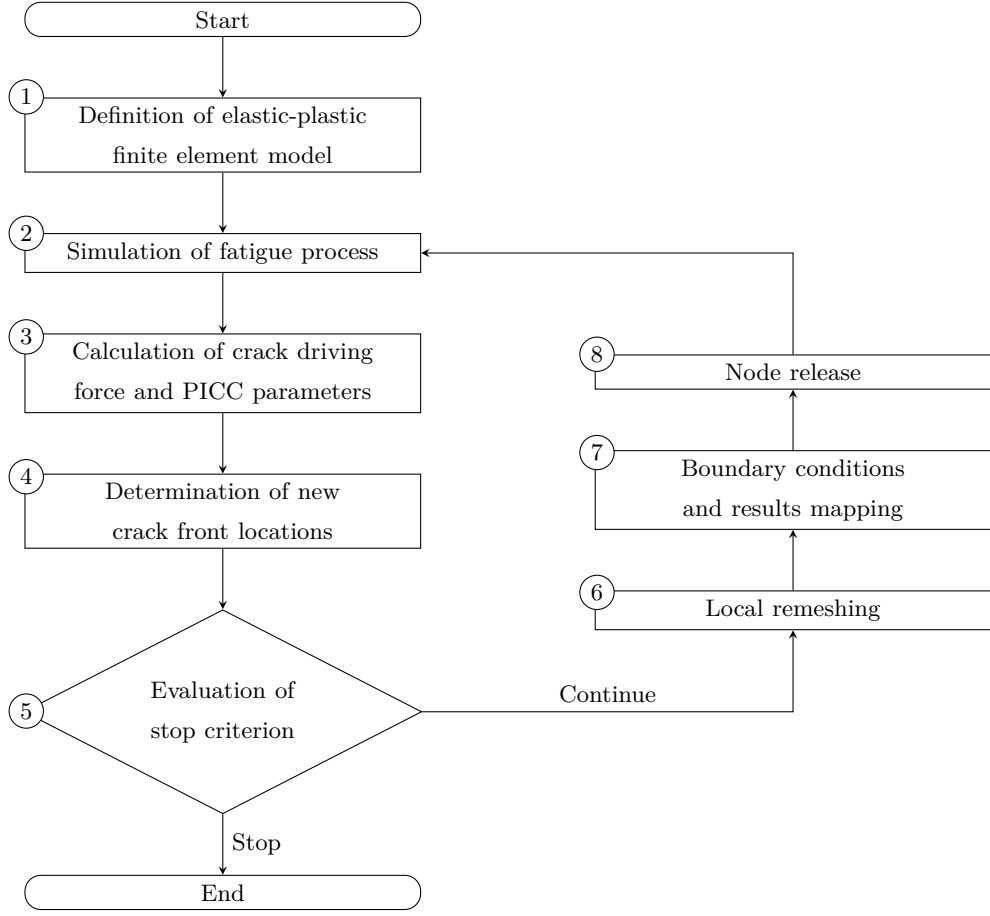 Start
1
Definition of elastic-plastic
finite element model
2
Simulation of fatigue process
3
Calculation of crack driving
force and PICC parameters
4
Determination of new
crack front locations
5
Evaluation of
stop criterion
Continue
Stop
End
6
Local remeshing
7
Boundary conditions
and results mapping
8
Node release